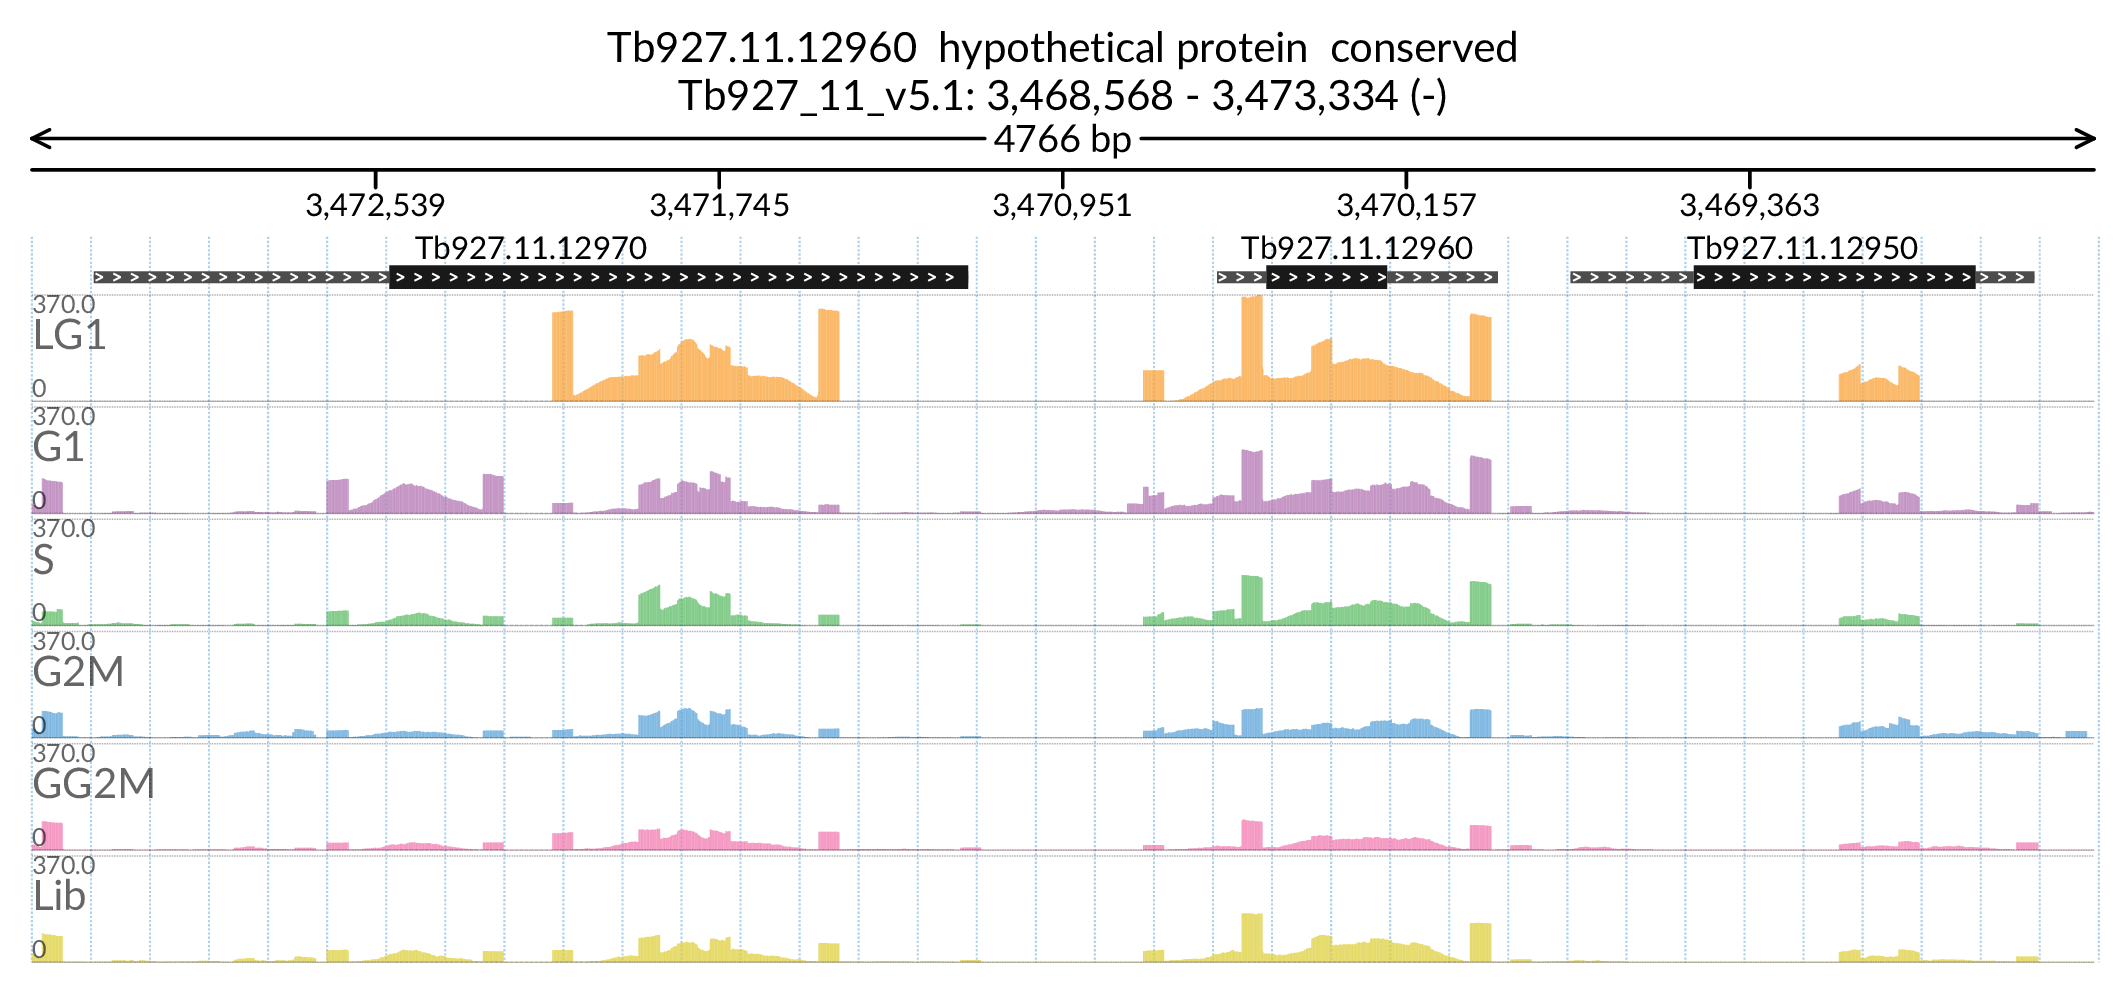 Tb927.11.12960 hypothetical protein conserved
Tb927_11_v5.1: 3,468,568 - 3,473,334 (-)
4766 bp
3,472,539 3,471,745 3,470,951 3,470,157 3,469,363
Tb927.11.12970 Tb927.11.12960 Tb927.11.12950
370.0
LG1
0
370.0
G1
0
370.0
S
0
370.0
G2M
0
370.0
GG2M
0
370.0
Lib
0